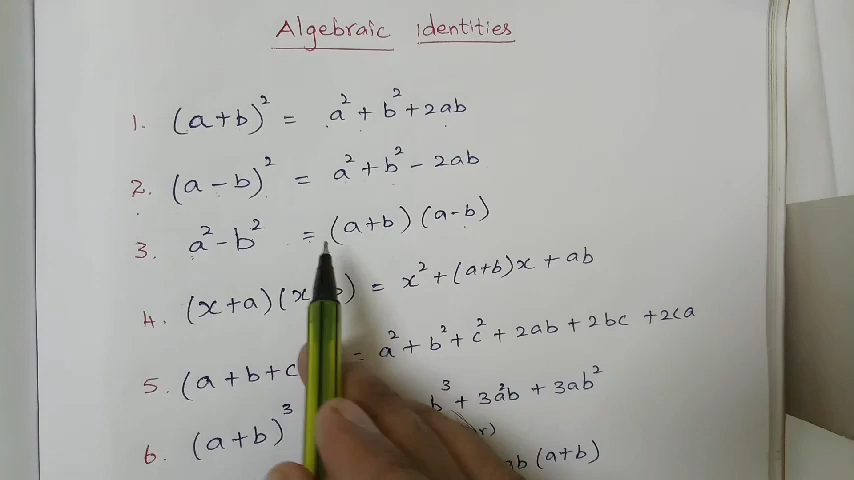 Algebraic Identities
1. (a+b)² = a² + b² + 2ab
2. (a - b)² = a² + b² - 2ab
3. a² - b² = (a+b) (a-b)
4. (x+a) (x = x² + (a+b)x + ab
5. (a + b + c = a² + b² + c² + 2ab + 2bc + 2ca
6. (a+b)³ b³ + 3a²b + 3ab²
ab (a+b)